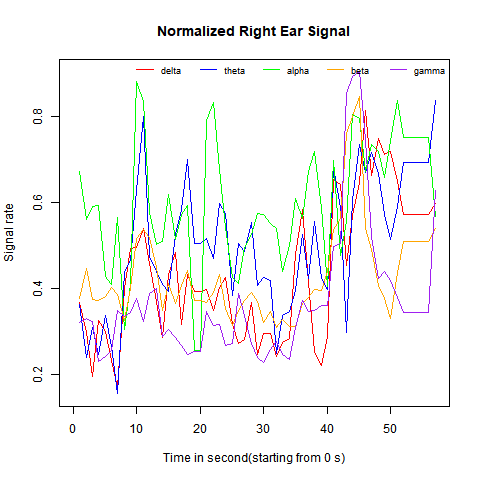 Normalized Right Ear Signal
delta theta alpha beta gamma
Signal rate
0.8
0.6
0.4
0.2
0 10 20 30 40 50
Time in second(starting from 0 s)